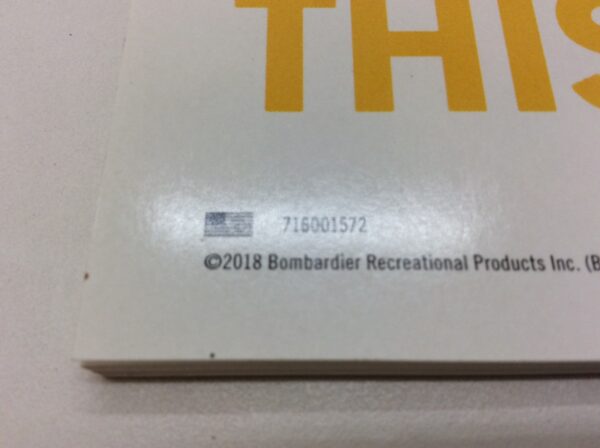 THIS
716001572
©2018 Bombardier Recreational Products Inc. (B